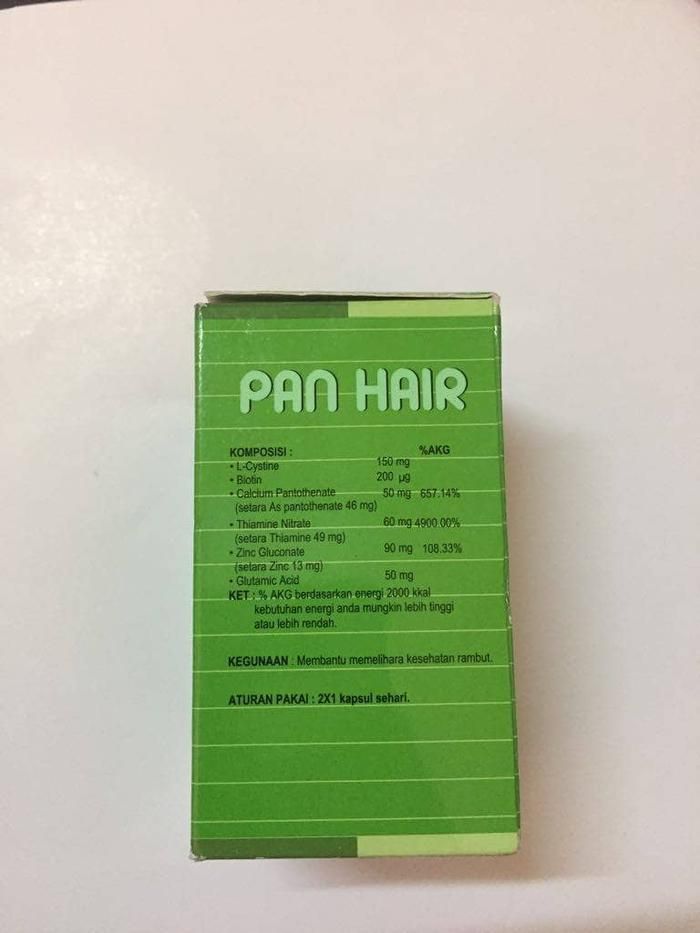 PAN HAIR
KOMPOSISI : %AKG
• L-Cystine 150 mg
• Biotin 200 µg
• Calcium Pantothenate 50 mg 657.14%
(setara As pantothenate 46 mg)
• Thiamine Nitrate 60 mg 4900.00%
(setara Thiamine 49 mg)
• Zinc Gluconate 90 mg 108.33%
(setara Zinc 13 mg)
• Glutamic Acid 50 mg
KET : % AKG berdasarkan energi 2000 kkal
kebutuhan energi anda mungkin lebih tinggi
atau lebih rendah.
KEGUNAAN : Membantu memelihara kesehatan rambut.
ATURAN PAKAI : 2X1 kapsul sehari.